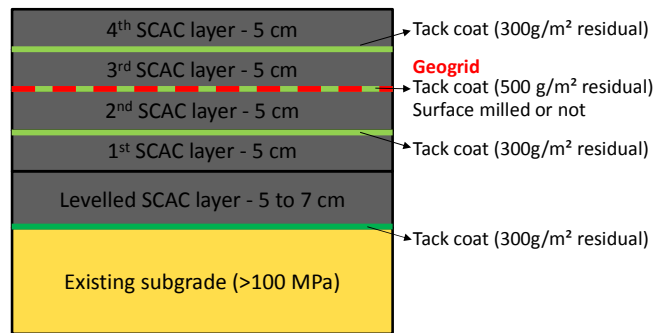 4th SCAC layer - 5 cm
Tack coat (300g/m² residual)
3rd SCAC layer - 5 cm
Geogrid
Tack coat (500 g/m² residual)
Surface milled or not
2nd SCAC layer - 5 cm
1st SCAC layer - 5 cm
Tack coat (300g/m² residual)
Levelled SCAC layer - 5 to 7 cm
Tack coat (300g/m² residual)
Existing subgrade (>100 MPa)